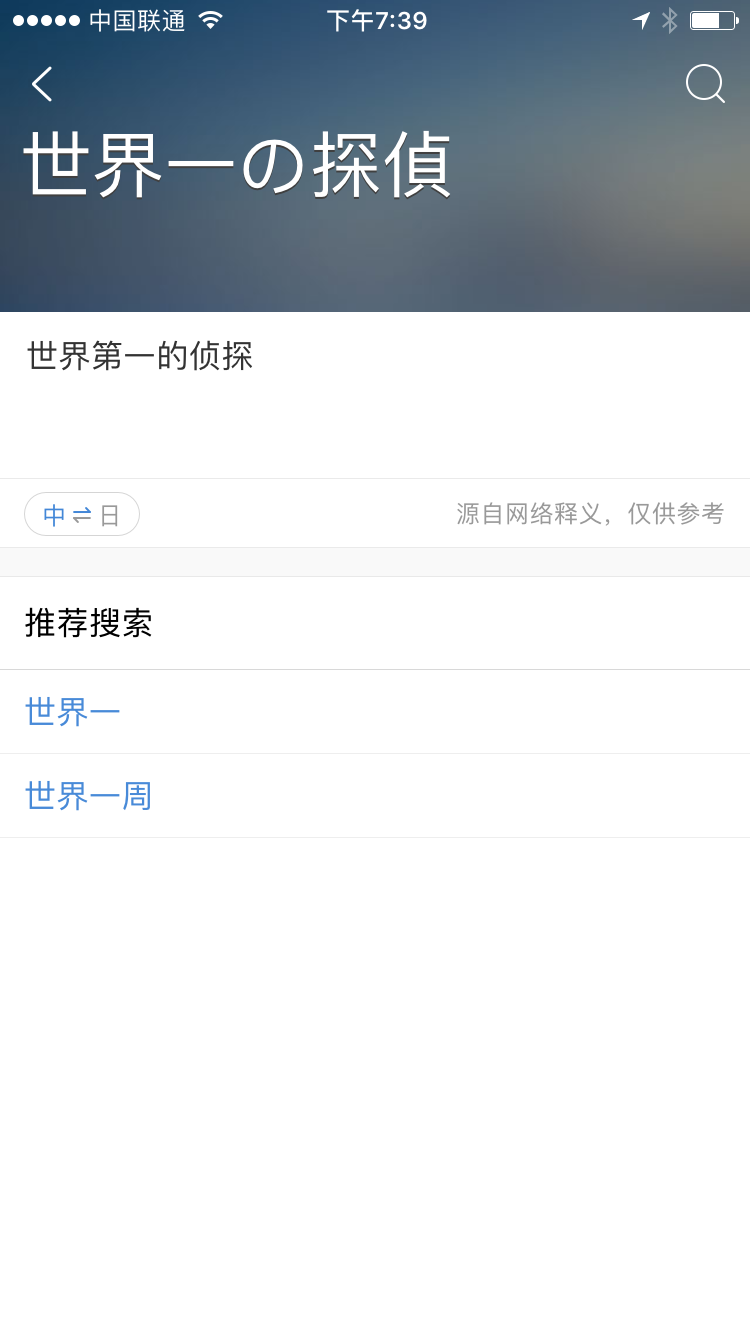 中国联通 下午7:39
世界一の探偵
世界第一的侦探
中⇌日 源自网络释义，仅供参考
推荐搜索
世界一
世界一周